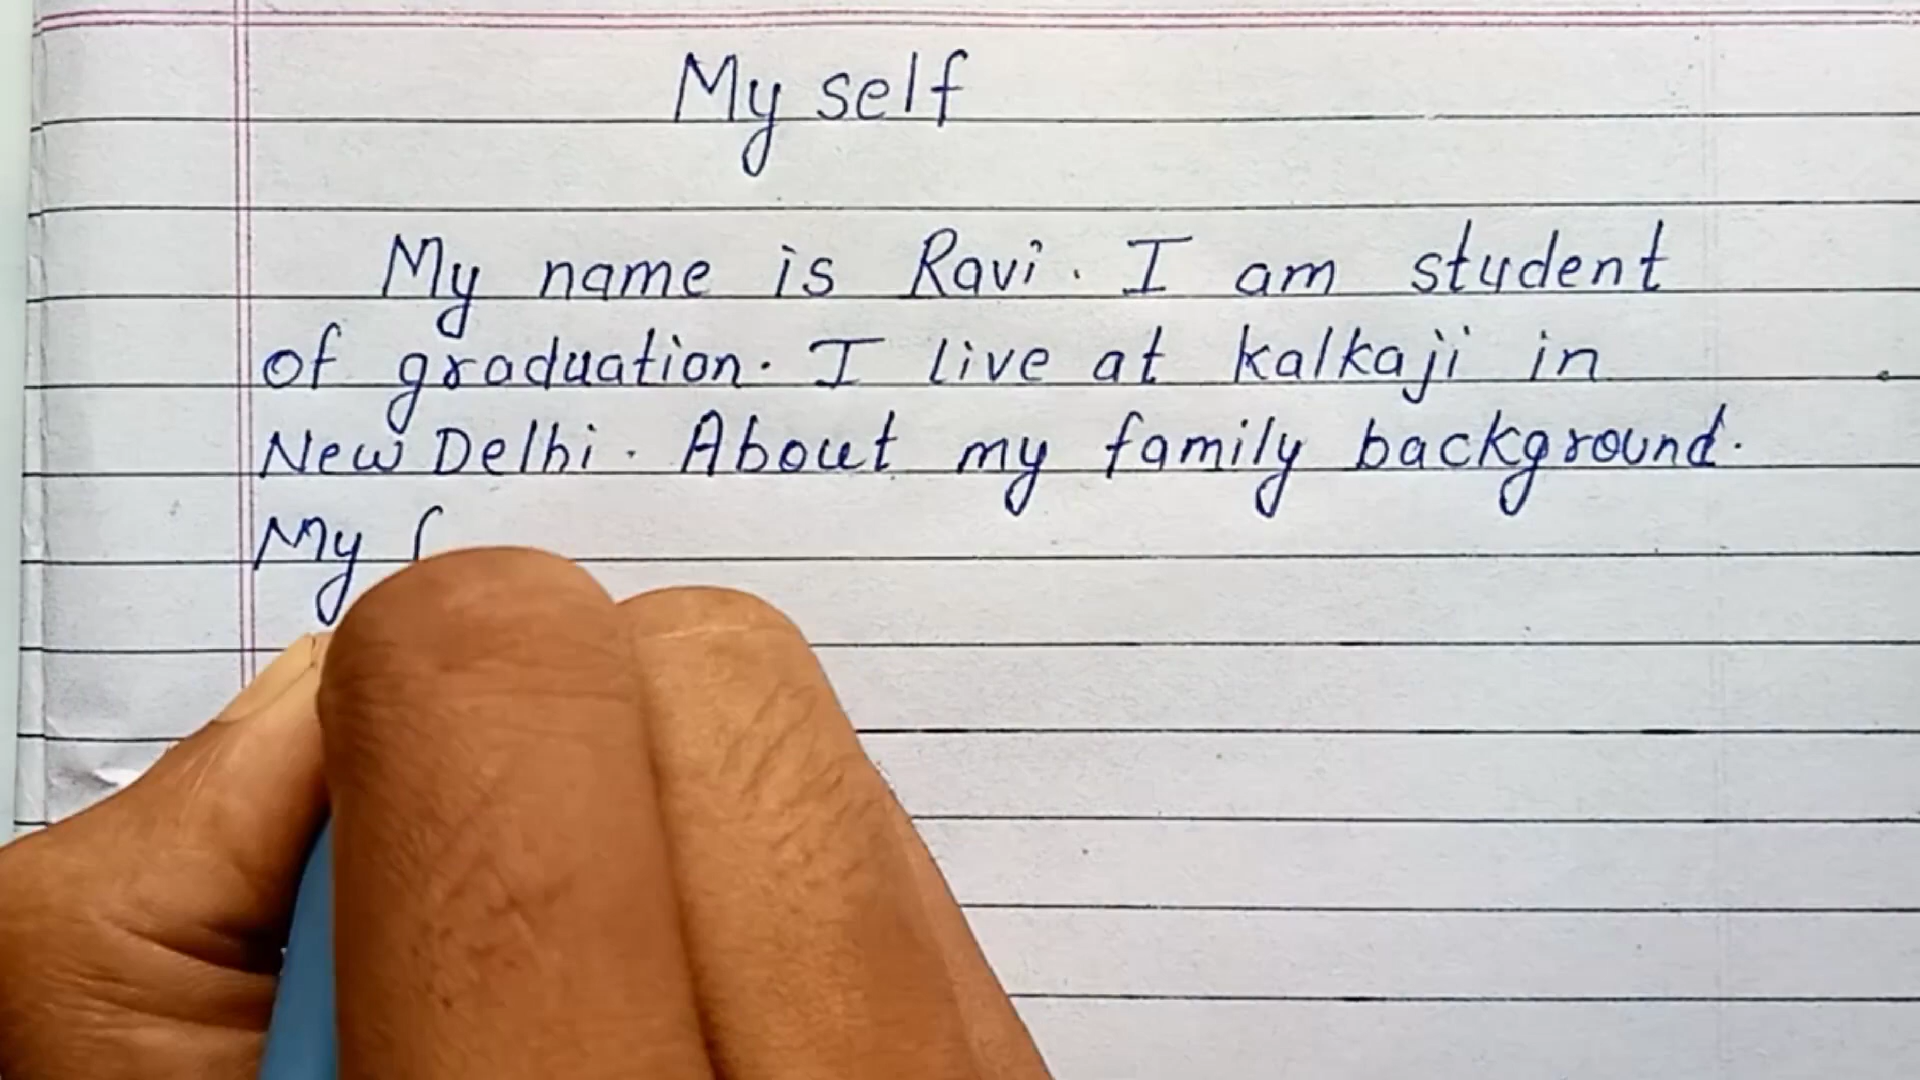 My self
My name is Ravi. I am student
of graduation. I live at kalkaji in
New Delhi. About my family background.
My